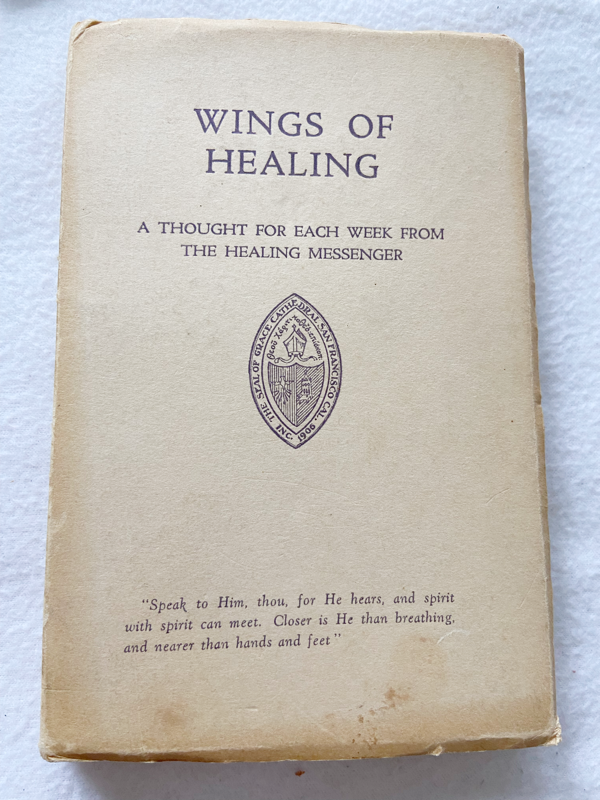 WINGS OF
HEALING
A THOUGHT FOR EACH WEEK FROM
THE HEALING MESSENGER
THE SEAL OF GRACE CATHEDRAL SAN FRANCISCO CAL. INC. 1906
θεοῦ χάριτι
"Speak to Him, thou, for He hears, and spirit
with spirit can meet. Closer is He than breathing,
and nearer than hands and feet"